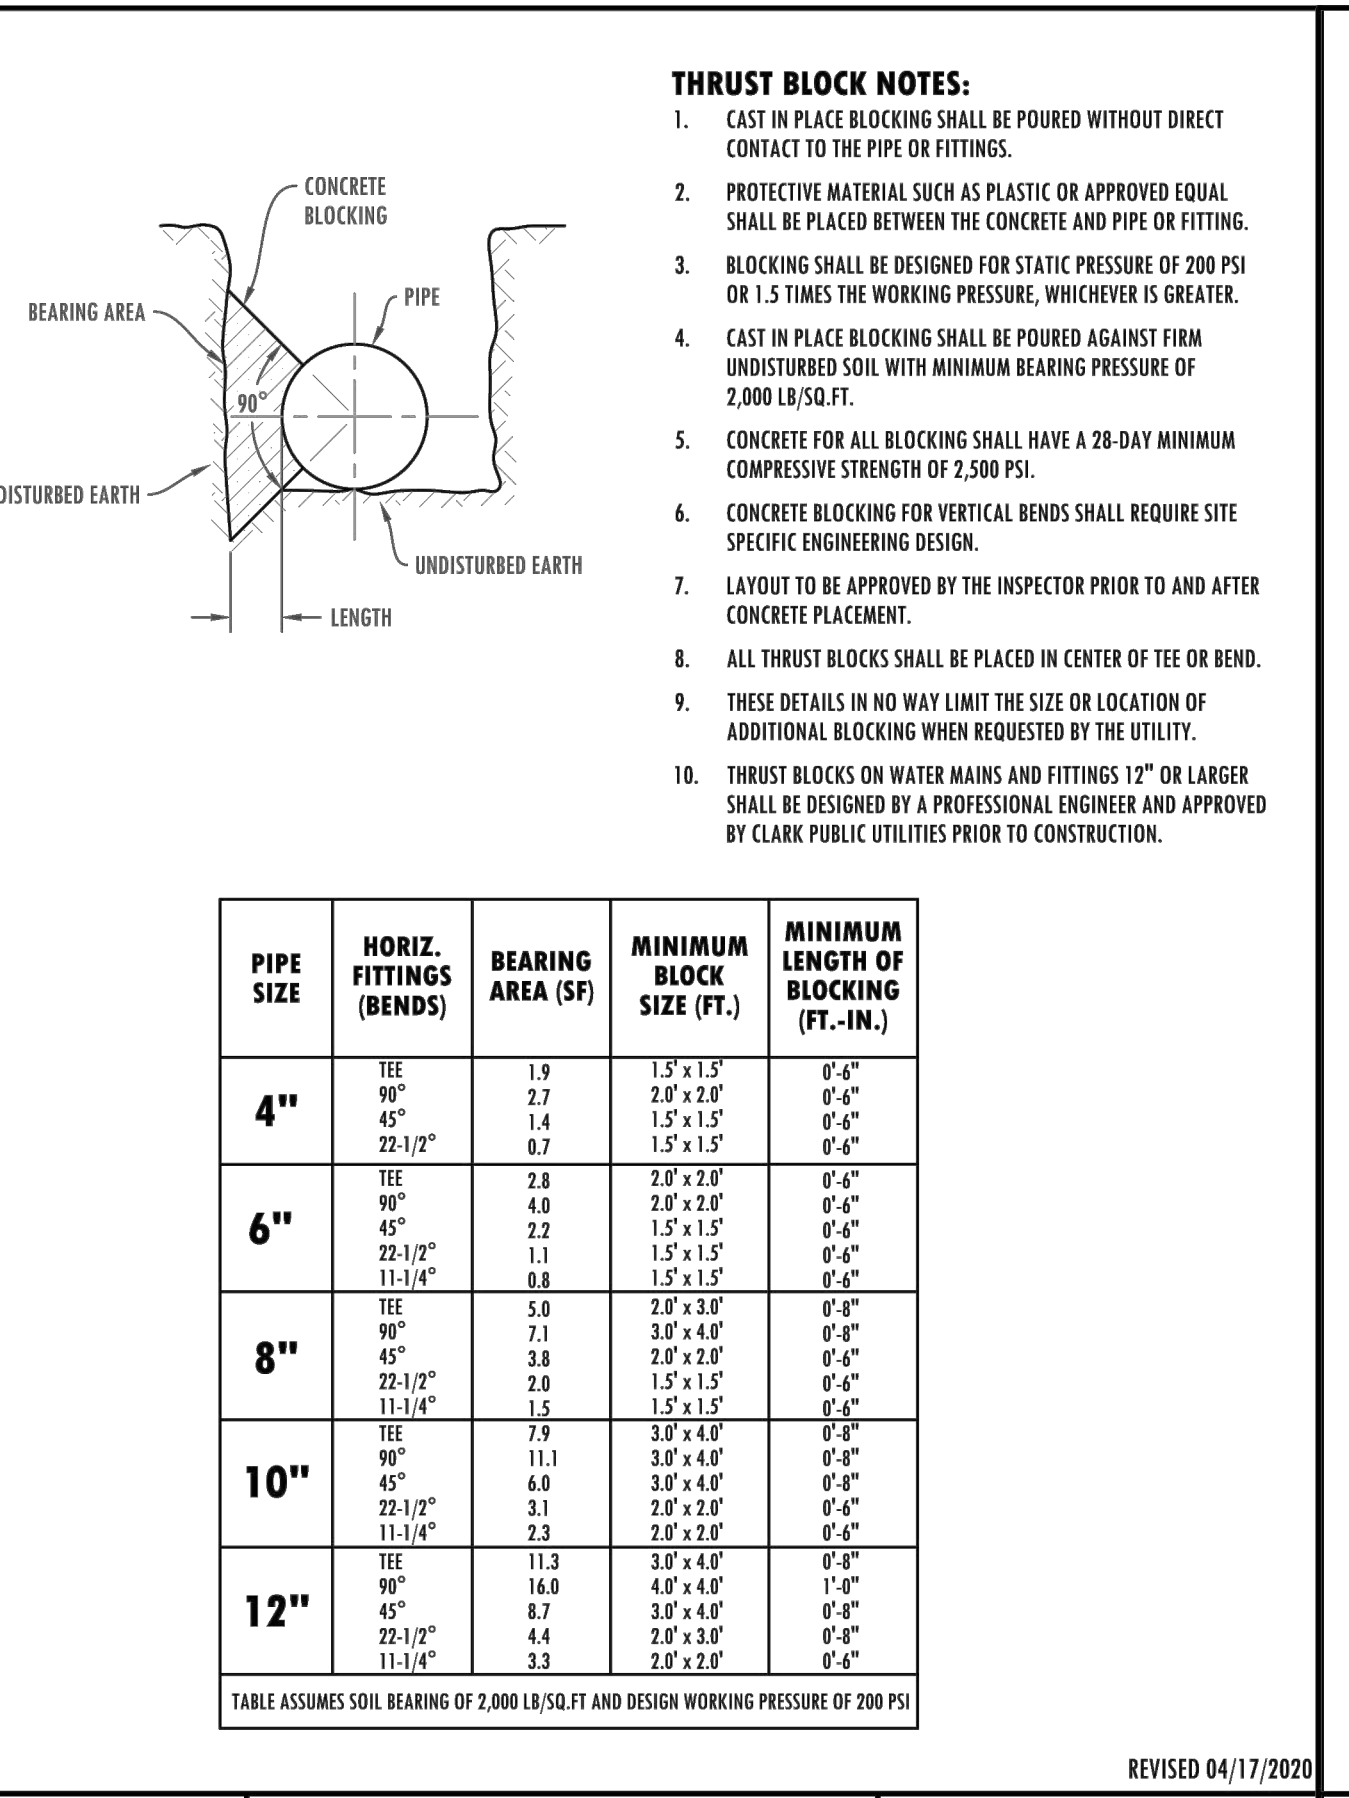 THRUST BLOCK NOTES:
1. CAST IN PLACE BLOCKING SHALL BE POURED WITHOUT DIRECT
CONTACT TO THE PIPE OR FITTINGS.
2. PROTECTIVE MATERIAL SUCH AS PLASTIC OR APPROVED EQUAL
SHALL BE PLACED BETWEEN THE CONCRETE AND PIPE OR FITTING.
3. BLOCKING SHALL BE DESIGNED FOR STATIC PRESSURE OF 200 PSI
OR 1.5 TIMES THE WORKING PRESSURE, WHICHEVER IS GREATER.
4. CAST IN PLACE BLOCKING SHALL BE POURED AGAINST FIRM
UNDISTURBED SOIL WITH MINIMUM BEARING PRESSURE OF
2,000 LB/SQ.FT.
5. CONCRETE FOR ALL BLOCKING SHALL HAVE A 28-DAY MINIMUM
COMPRESSIVE STRENGTH OF 2,500 PSI.
6. CONCRETE BLOCKING FOR VERTICAL BENDS SHALL REQUIRE SITE
SPECIFIC ENGINEERING DESIGN.
7. LAYOUT TO BE APPROVED BY THE INSPECTOR PRIOR TO AND AFTER
CONCRETE PLACEMENT.
8. ALL THRUST BLOCKS SHALL BE PLACED IN CENTER OF TEE OR BEND.
9. THESE DETAILS IN NO WAY LIMIT THE SIZE OR LOCATION OF
ADDITIONAL BLOCKING WHEN REQUESTED BY THE UTILITY.
10. THRUST BLOCKS ON WATER MAINS AND FITTINGS 12" OR LARGER
SHALL BE DESIGNED BY A PROFESSIONAL ENGINEER AND APPROVED
BY CLARK PUBLIC UTILITIES PRIOR TO CONSTRUCTION.
CONCRETE
BLOCKING
PIPE
BEARING AREA
90°
DISTURBED EARTH
UNDISTURBED EARTH
LENGTH
PIPE
SIZE
HORIZ.
FITTINGS
(BENDS)
BEARING
AREA (SF)
MINIMUM
BLOCK
SIZE (FT.)
MINIMUM
LENGTH OF
BLOCKING
(FT.-IN.)
4"
TEE 1.9 1.5' x 1.5' 0'-6"
90° 2.7 2.0' x 2.0' 0'-6"
45° 1.4 1.5' x 1.5' 0'-6"
22-1/2° 0.7 1.5' x 1.5' 0'-6"
6"
TEE 2.8 2.0' x 2.0' 0'-6"
90° 4.0 2.0' x 2.0' 0'-6"
45° 2.2 1.5' x 1.5' 0'-6"
22-1/2° 1.1 1.5' x 1.5' 0'-6"
11-1/4° 0.8 1.5' x 1.5' 0'-6"
8"
TEE 5.0 2.0' x 3.0' 0'-8"
90° 7.1 3.0' x 4.0' 0'-8"
45° 3.8 2.0' x 2.0' 0'-6"
22-1/2° 2.0 1.5' x 1.5' 0'-6"
11-1/4° 1.5 1.5' x 1.5' 0'-6"
10"
TEE 7.9 3.0' x 4.0' 0'-8"
90° 11.1 3.0' x 4.0' 0'-8"
45° 6.0 3.0' x 4.0' 0'-8"
22-1/2° 3.1 2.0' x 2.0' 0'-6"
11-1/4° 2.3 2.0' x 2.0' 0'-6"
12"
TEE 11.3 3.0' x 4.0' 0'-8"
90° 16.0 4.0' x 4.0' 1'-0"
45° 8.7 3.0' x 4.0' 0'-8"
22-1/2° 4.4 2.0' x 3.0' 0'-8"
11-1/4° 3.3 2.0' x 2.0' 0'-6"
TABLE ASSUMES SOIL BEARING OF 2,000 LB/SQ.FT AND DESIGN WORKING PRESSURE OF 200 PSI
REVISED 04/17/2020